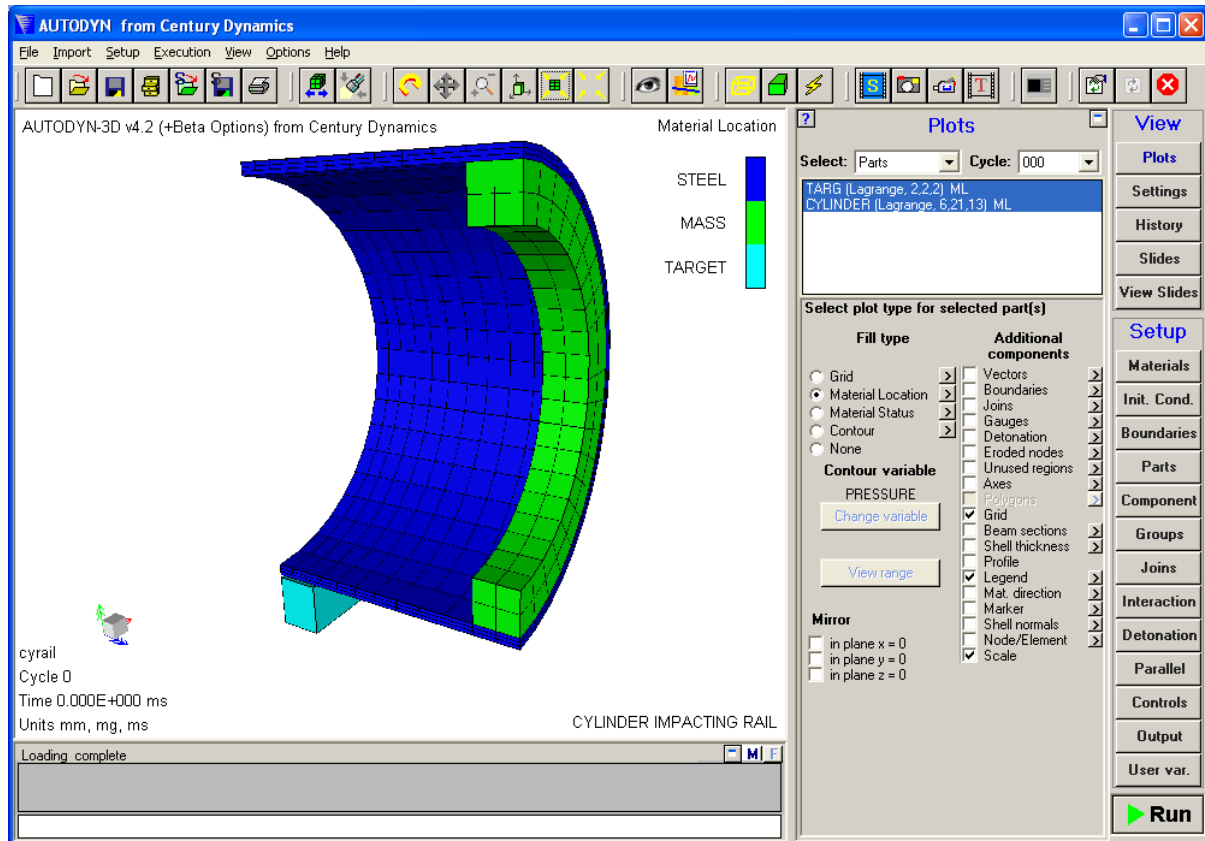 AUTODYN from Century Dynamics
File Import Setup Execution View Options Help
S T
AUTODYN-3D v4.2 (+Beta Options) from Century Dynamics
Material Location
STEEL
MASS
TARGET
cyrail
Cycle 0
Time 0.000E+000 ms
Units mm, mg, ms
CYLINDER IMPACTING RAIL
Loading complete
M F
? Plots
Select: Parts Cycle: 000
TARG (Lagrange, 2,2,2) ML
CYLINDER (Lagrange, 6,21,13) ML
Select plot type for selected part(s)
Fill type
Grid >
Material Location >
Material Status >
Contour >
None
Contour variable
PRESSURE
Change variable
View range
Mirror
in plane x = 0
in plane y = 0
in plane z = 0
Additional
components
Vectors >
Boundaries >
Joins >
Gauges >
Detonation >
Eroded nodes >
Unused regions >
Axes >
Polygons >
Grid
Beam sections >
Shell thickness >
Profile
Legend >
Mat. direction >
Marker >
Shell normals >
Node/Element >
Scale
View
Plots
Settings
History
Slides
View Slides
Setup
Materials
Init. Cond.
Boundaries
Parts
Component
Groups
Joins
Interaction
Detonation
Parallel
Controls
Output
User var.
Run